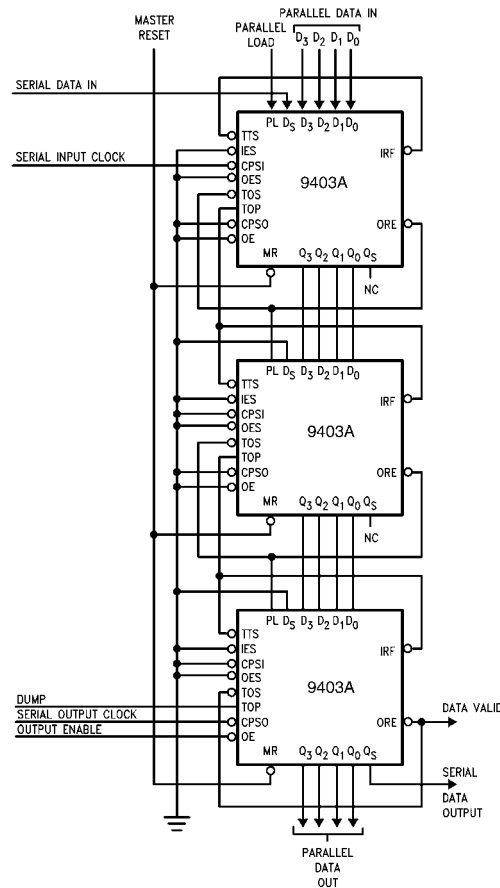 MASTER
RESET
PARALLEL DATA IN
PARALLEL
LOAD
D3 D2 D1 D0
SERIAL DATA IN
PL DS D3 D2 D1 D0
TTS
IES
IRF
SERIAL INPUT CLOCK
CPSI
OES
9403A
TOS
TOP
CPSO
ORE
OE
MR Q3 Q2 Q1 Q0 QS
NC
PL DS D3 D2 D1 D0
TTS
IES
IRF
CPSI
OES
9403A
TOS
TOP
CPSO
ORE
OE
MR Q3 Q2 Q1 Q0 QS
NC
PL DS D3 D2 D1 D0
TTS
IES
IRF
CPSI
OES
9403A
TOS
DUMP
TOP
SERIAL OUTPUT CLOCK
CPSO
ORE
DATA VALID
OUTPUT ENABLE
OE
MR Q3 Q2 Q1 Q0 QS
SERIAL
DATA
OUTPUT
PARALLEL
DATA
OUT